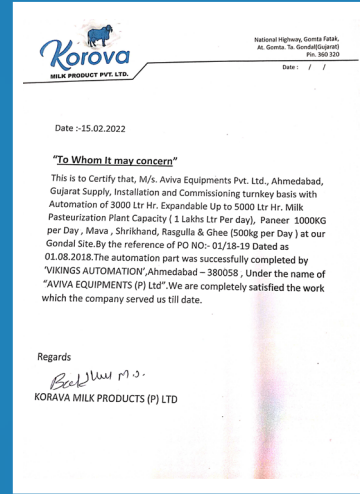 Korova
MILK PRODUCT PVT. LTD.
National Highway, Gomta Fatak,
At. Gomta. Ta. Gondal(Gujarat)
Pin. 360 320
Date : / /
Date :-15.02.2022
"To Whom It may concern"
This is to Certify that, M/s. Aviva Equipments Pvt. Ltd., Ahmedabad,
Gujarat Supply, Installation and Commissioning turnkey basis with
Automation of 3000 Ltr Hr. Expandable Up to 5000 Ltr Hr. Milk
Pasteurization Plant Capacity ( 1 Lakhs Ltr Per day), Paneer 1000KG
per Day , Mava , Shrikhand, Rasgulla & Ghee (500kg per Day ) at our
Gondal Site.By the reference of PO NO:- 01/18-19 Dated as
01.08.2018.The automation part was successfully completed by
'VIKINGS AUTOMATION',Ahmedabad – 380058 , Under the name of
"AVIVA EQUIPMENTS (P) Ltd".We are completely satisfied the work
which the company served us till date.
Regards
KORAVA MILK PRODUCTS (P) LTD